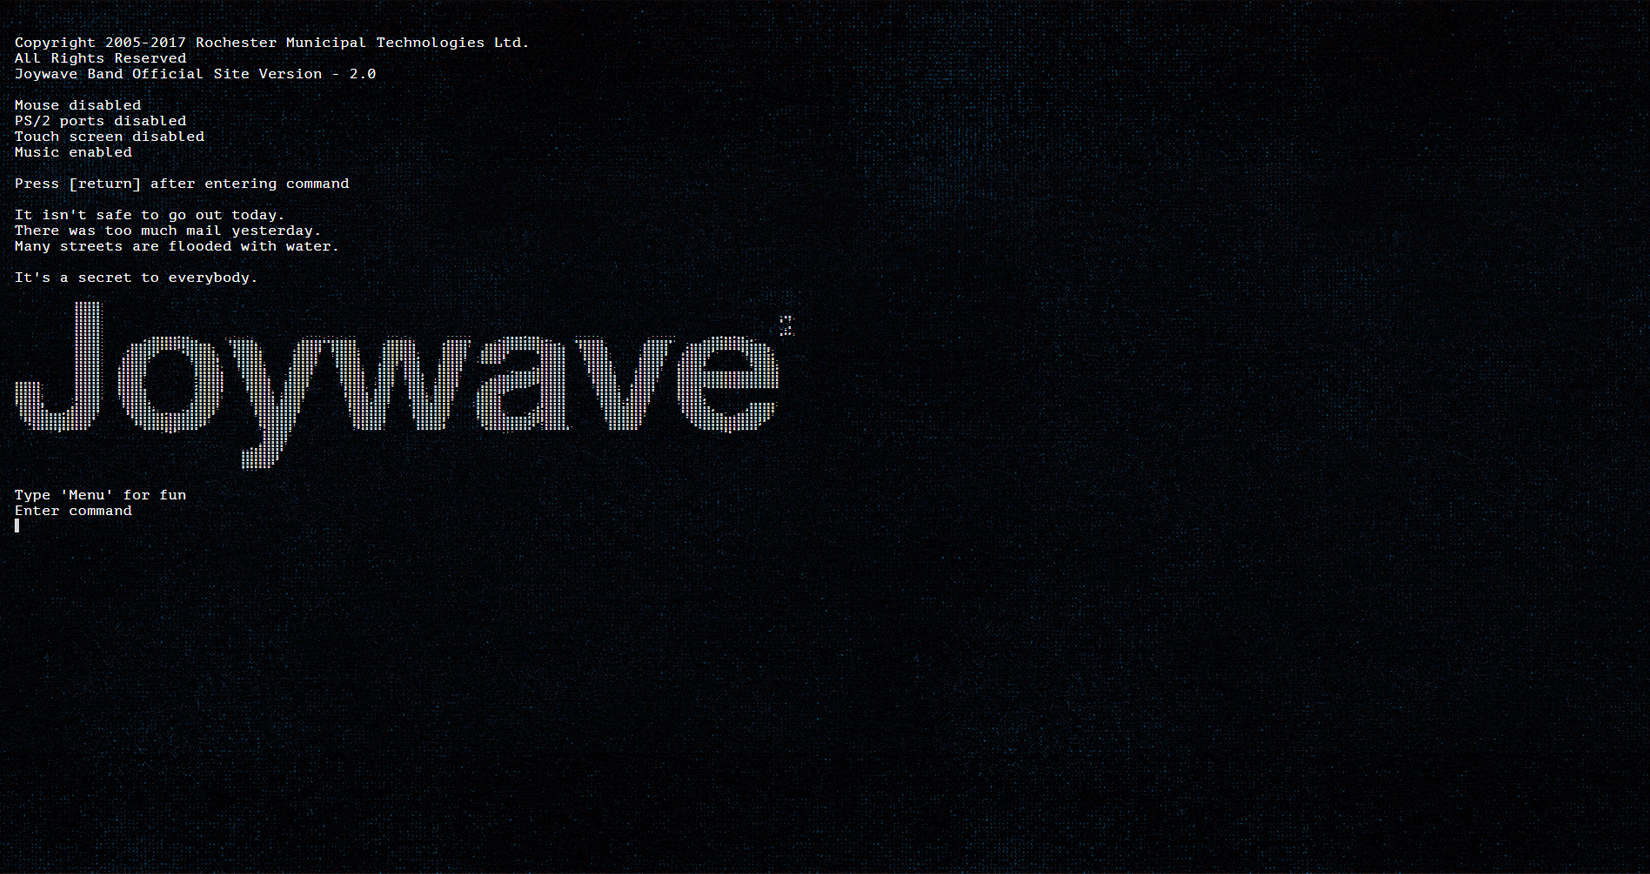 Copyright 2005-2017 Rochester Municipal Technologies Ltd.
All Rights Reserved
Joywave Band Official Site Version - 2.0
Mouse disabled
PS/2 ports disabled
Touch screen disabled
Music enabled
Press [return] after entering command
It isn't safe to go out today.
There was too much mail yesterday.
Many streets are flooded with water.
It's a secret to everybody.
Joywave
Type 'Menu' for fun
Enter command